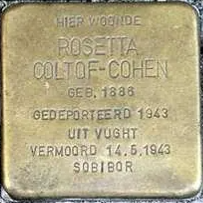 HIER WOONDE
ROSETTA
COLTOF-COHEN
GEB. 1886
GEDEPORTEERD 1943
UIT VUGHT
VERMOORD 14.5.1943
SOBIBOR